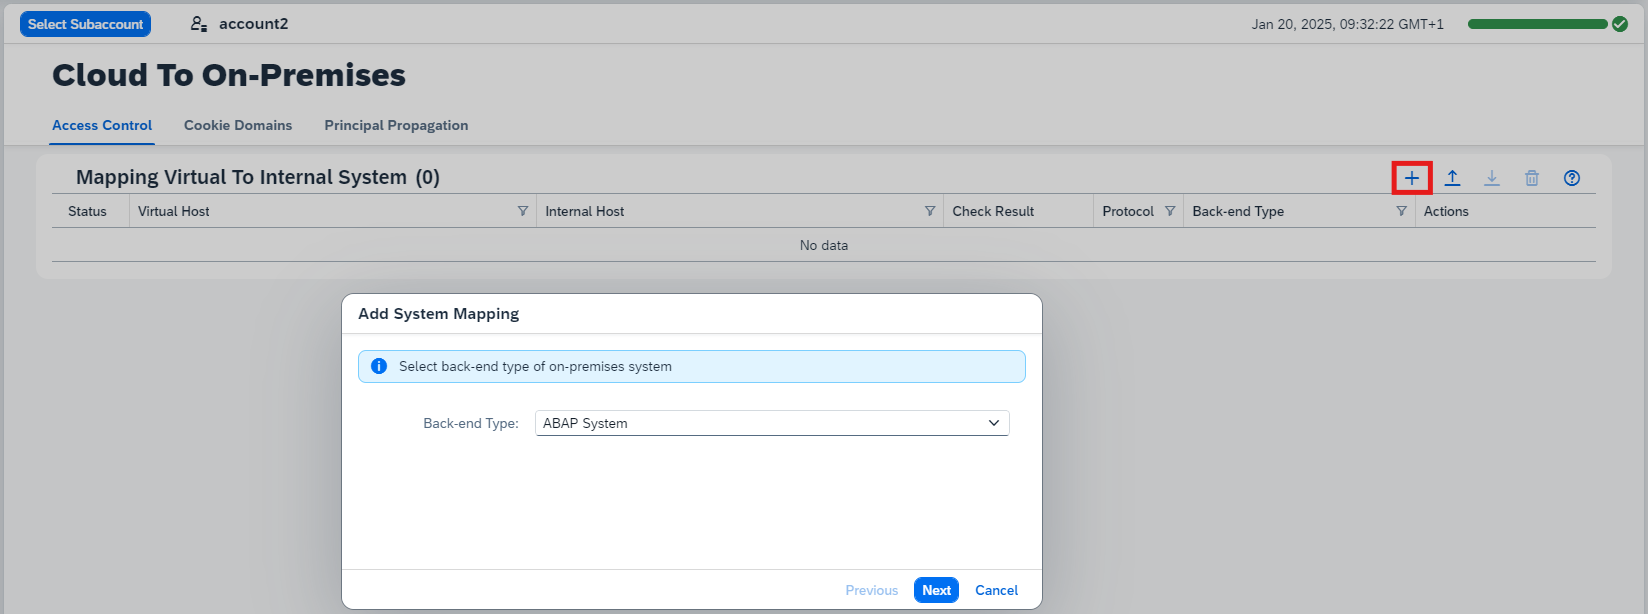 Select Subaccount account2 Jan 20, 2025, 09:32:22 GMT+1
Cloud To On-Premises
Access Control Cookie Domains Principal Propagation
Mapping Virtual To Internal System (0)
Status Virtual Host Internal Host Check Result Protocol Back-end Type Actions
No data
Add System Mapping
Select back-end type of on-premises system
Back-end Type: ABAP System
Previous Next Cancel